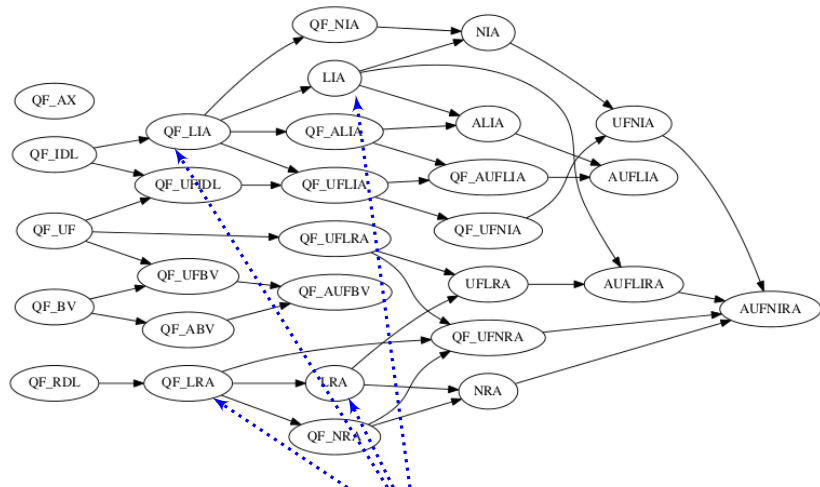 QF_NIA
NIA
LIA
QF_AX
UFNIA
ALIA
QF_LIA
QF_ALIA
QF_IDL
QF_UFIDL
QF_UFLIA
QF_AUFLIA
AUFLIA
QF_UF
QF_UFLRA
QF_UFNIA
QF_UFBV
UFLRA
AUFLIRA
QF_AUFBV
QF_BV
AUFNIRA
QF_ABV
QF_UFNRA
QF_RDL
QF_LRA
LRA
NRA
QF_NRA